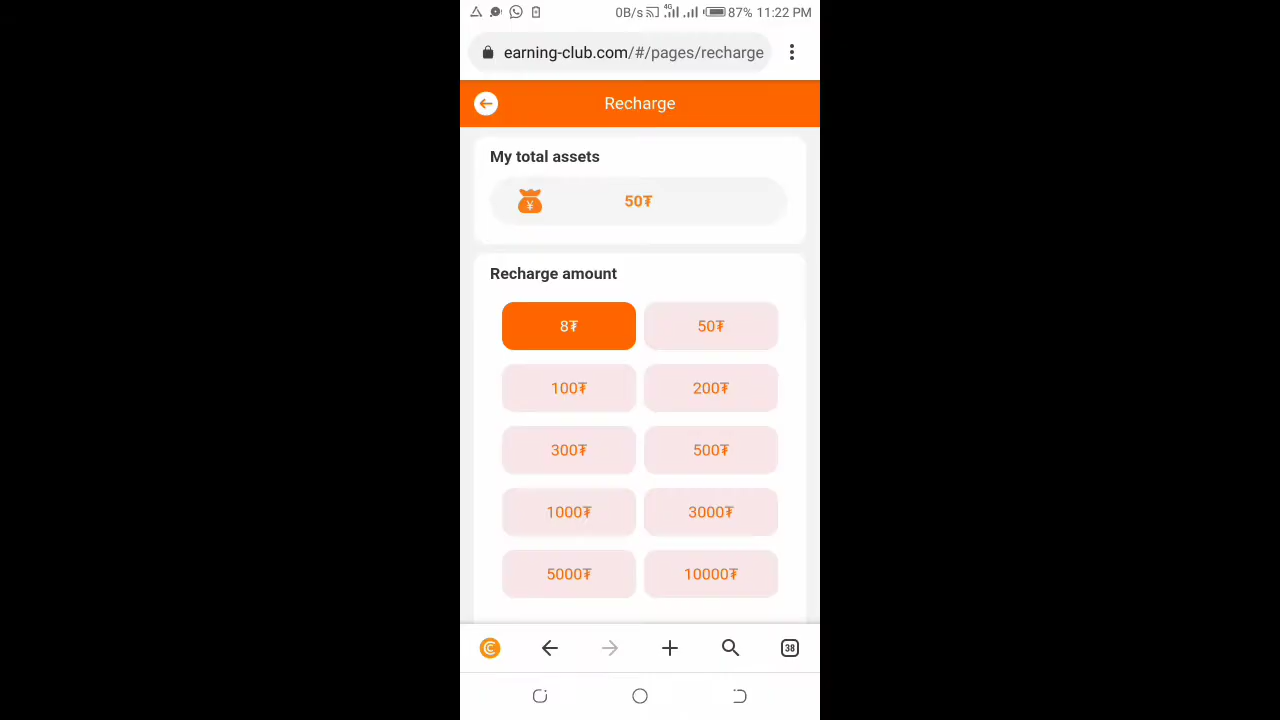 0B/s 4G 87% 11:22 PM
earning-club.com/#/pages/recharge
Recharge
My total assets
¥ 50₮
Recharge amount
8₮ 50₮
100₮ 200₮
300₮ 500₮
1000₮ 3000₮
5000₮ 10000₮
38